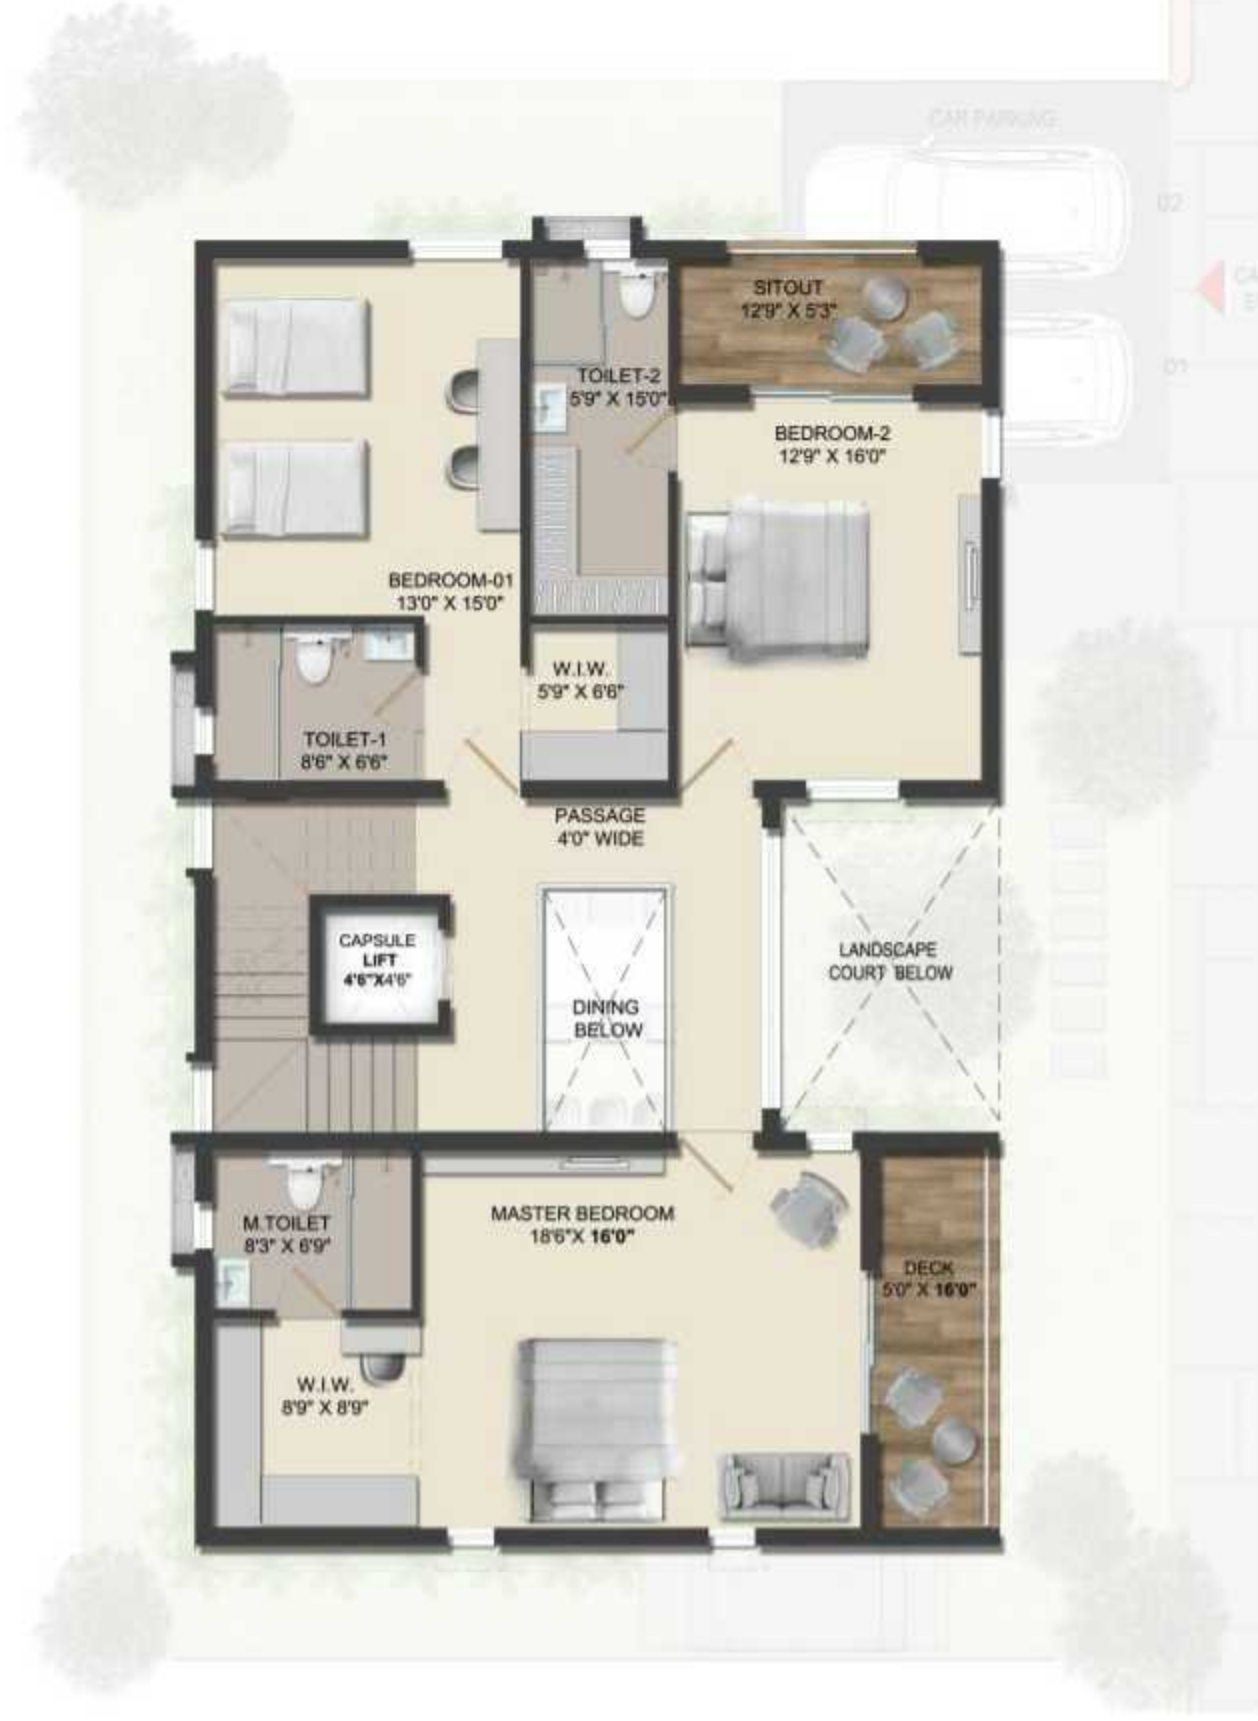 CAR PARKING
02
SITOUT
12'9" X 5'3"
01
TOILET-2
5'9" X 15'0"
BEDROOM-2
12'9" X 16'0"
BEDROOM-01
13'0" X 15'0"
W.I.W.
5'9" X 6'6"
TOILET-1
8'6" X 6'6"
PASSAGE
4'0" WIDE
CAPSULE
LIFT
4'6"X4'6"
LANDSCAPE
COURT BELOW
DINING
BELOW
MASTER BEDROOM
18'6"X 16'0"
M.TOILET
8'3" X 6'9"
DECK
5'0" X 16'0"
W.I.W.
8'9" X 8'9"